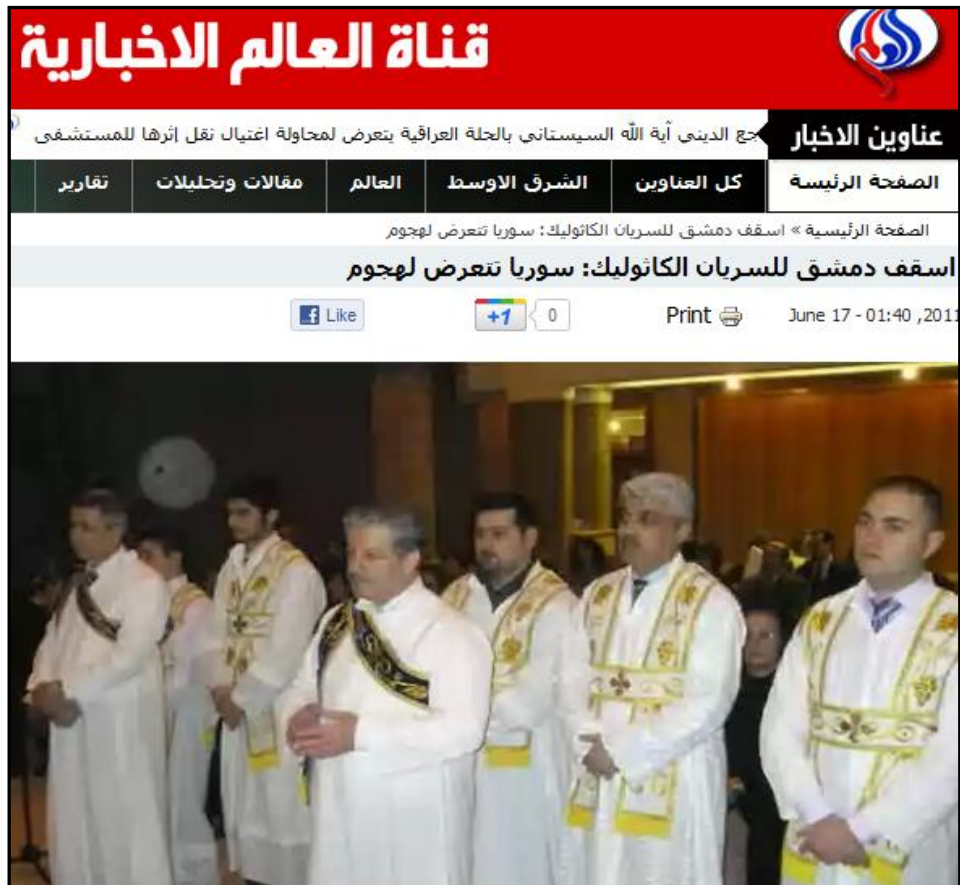 قناة العالم الاخبارية
عناوين الاخبار
جع الديني آية الله السيستاني بالحلة العراقية يتعرض لمحاولة اغتيال نقل إثرها للمستشفى
الصفحة الرئيسة كل العناوين الشرق الاوسط العالم مقالات وتحليلات تقارير
الصفحة الرئيسية » اسقف دمشق للسريان الكاثوليك: سوريا تتعرض لهجوم
اسقف دمشق للسريان الكاثوليك: سوريا تتعرض لهجوم
June 17 - 01:40 ,2011 Print +1 0 Like